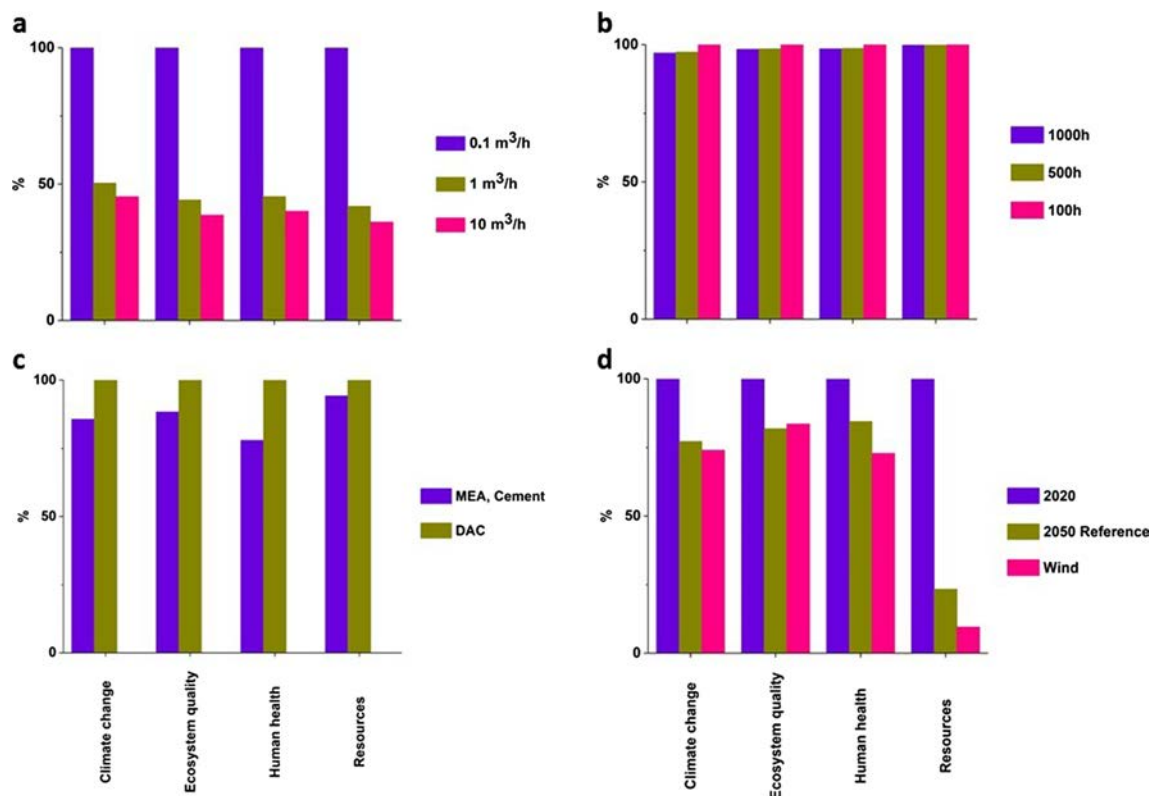 a
100
50
0
%
0.1 m³/h
1 m³/h
10 m³/h
b
100
50
0
%
1000h
500h
100h
c
100
50
0
%
MEA, Cement
DAC
Climate change
Ecosystem quality
Human health
Resources
d
100
50
0
%
2020
2050 Reference
Wind
Climate change
Ecosystem quality
Human health
Resources